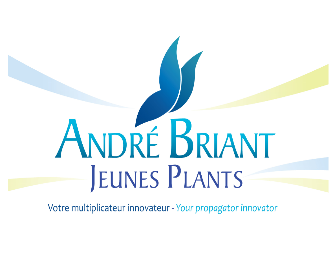 ANDRÉ BRIANT
JEUNES PLANTS
Votre multiplicateur innovateur - Your propagator innovator